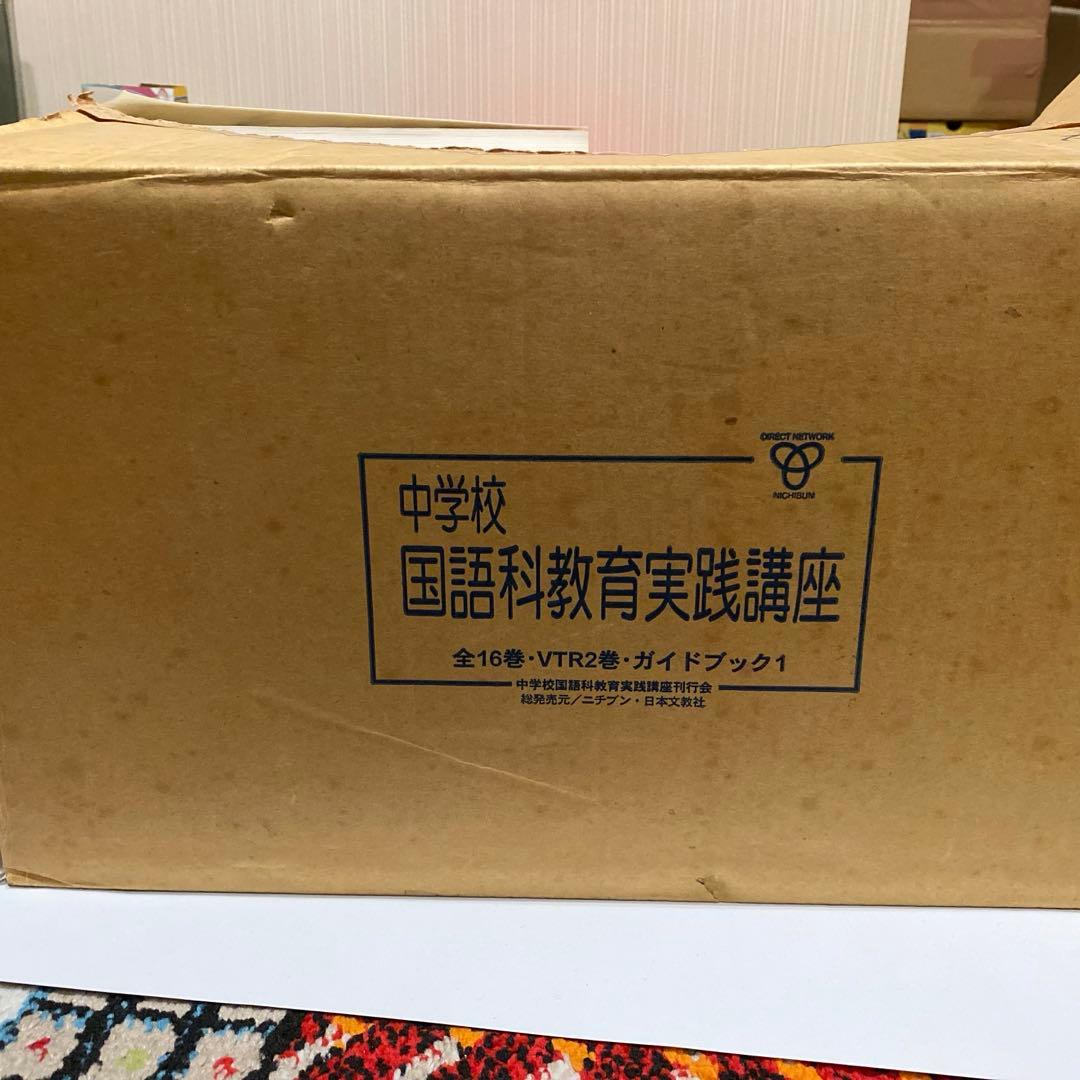 DIRECT NETWORK
NICHIBUN
中学校
国語科教育実践講座
全16巻・VTR2巻・ガイドブック1
中学校国語科教育実践講座刊行会
総発売元／ニチブン・日本文教社